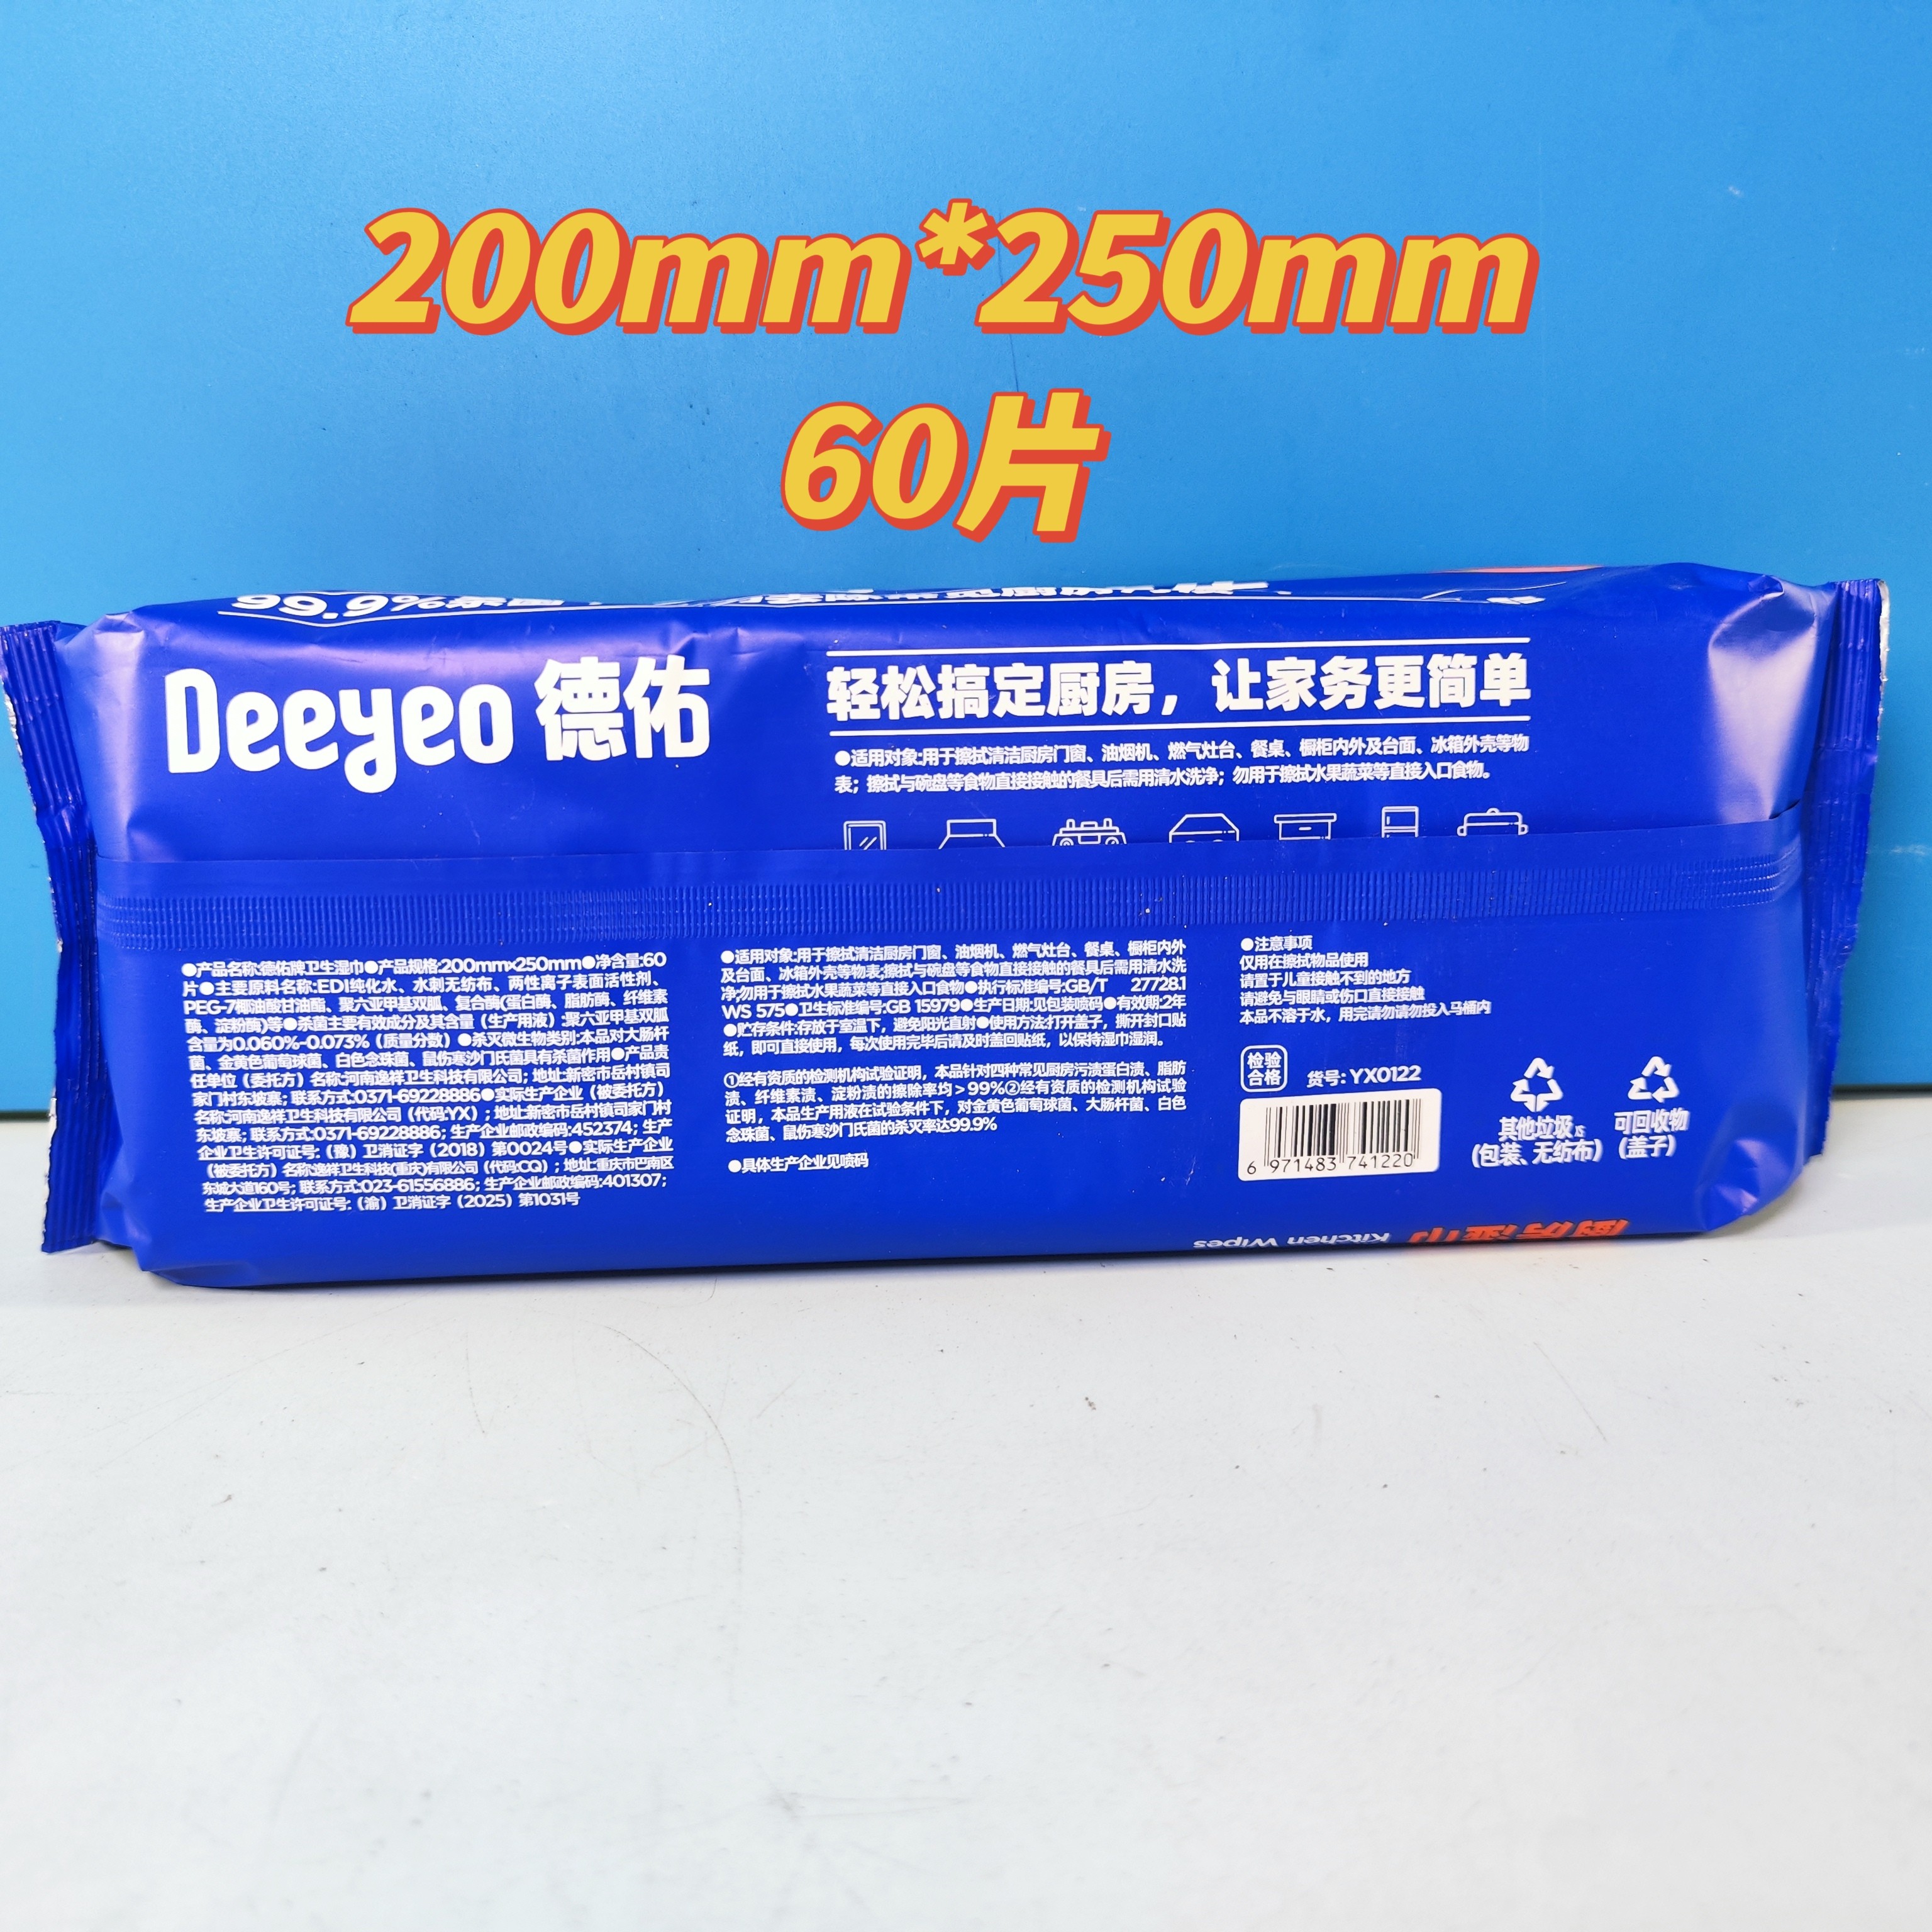 200mm*250mm
60片
99.9%杀菌
Deeyeo 德佑
轻松搞定厨房，让家务更简单
●适用对象:用于擦拭清洁厨房门窗、油烟机、燃气灶台、餐桌、橱柜内外及台面、冰箱外壳等物
表；擦拭与碗盘等食物直接接触的餐具后需用清水洗净；勿用于擦拭水果蔬菜等直接入口食物。
●产品名称:德佑牌卫生湿巾●产品规格:200mm×250mm●净含量:60
片●主要原料名称:EDI纯化水、水刺无纺布、两性离子表面活性剂、
PEG-7椰油酸甘油酯、聚六亚甲基双胍、复合酶(蛋白酶、脂肪酶、纤维素
酶、淀粉酶)等●杀菌主要有效成分及其含量（生产用液）:聚六亚甲基双胍
含量为0.060%-0.073%（质量分数）●杀灭微生物类别:本品对大肠杆
菌、金黄色葡萄球菌、白色念珠菌、鼠伤寒沙门氏菌具有杀菌作用●产品责
任单位（委托方）名称:河南逸祥卫生科技有限公司；地址:新密市岳村镇司
家门村东坡寨；联系方式:0371-69228886●实际生产企业（被委托方）
名称:河南逸祥卫生科技有限公司（代码:YX）；地址:新密市岳村镇司家门村
东坡寨；联系方式:0371-69228886；生产企业邮政编码:452374；生产
企业卫生许可证号:（豫）卫消证字（2018）第0024号●实际生产企业
（被委托方）名称:逸祥卫生科技(重庆)有限公司（代码:CQ）；地址:重庆市巴南区
东城大道160号；联系方式:023-61556886；生产企业邮政编码:401307；
生产企业卫生许可证号:（渝）卫消证字（2025）第1031号
●适用对象:用于擦拭清洁厨房门窗、油烟机、燃气灶台、餐桌、橱柜内外
及台面、冰箱外壳等物表;擦拭与碗盘等食物直接接触的餐具后需用清水洗
净;勿用于擦拭水果蔬菜等直接入口食物●执行标准编号:GB/T 27728.1
WS 575●卫生标准编号:GB 15979●生产日期:见包装喷码●有效期:2年
●贮存条件:存放于室温下，避免阳光直射●使用方法:打开盖子，撕开封口贴
纸，即可直接使用，每次使用完毕后请及时盖回贴纸，以保持湿巾湿润。
①经有资质的检测机构试验证明，本品针对四种常见厨房污渍蛋白渍、脂肪
渍、纤维素渍、淀粉渍的擦除率均＞99%②经有资质的检测机构试验
证明，本品生产用液在试验条件下，对金黄色葡萄球菌、大肠杆菌、白色
念珠菌、鼠伤寒沙门氏菌的杀灭率达99.9%
●具体生产企业见喷码
●注意事项
仅用在擦拭物品使用
请置于儿童接触不到的地方
请避免与眼睛或伤口直接接触
本品不溶于水，用完请勿请勿投入马桶内
检验
合格
货号: YX0122
6 971483 741220
其他垃圾 JS
(包装、无纺布)
可回收物
(盖子)
Kitchen Wipes